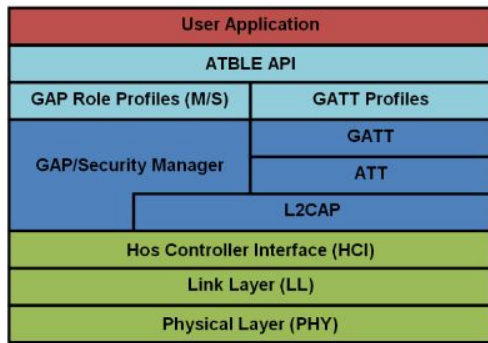 User Application
ATBLE API
GAP Role Profiles (M/S)
GATT Profiles
GATT
GAP/Security Manager
ATT
L2CAP
Hos Controller Interface (HCI)
Link Layer (LL)
Physical Layer (PHY)